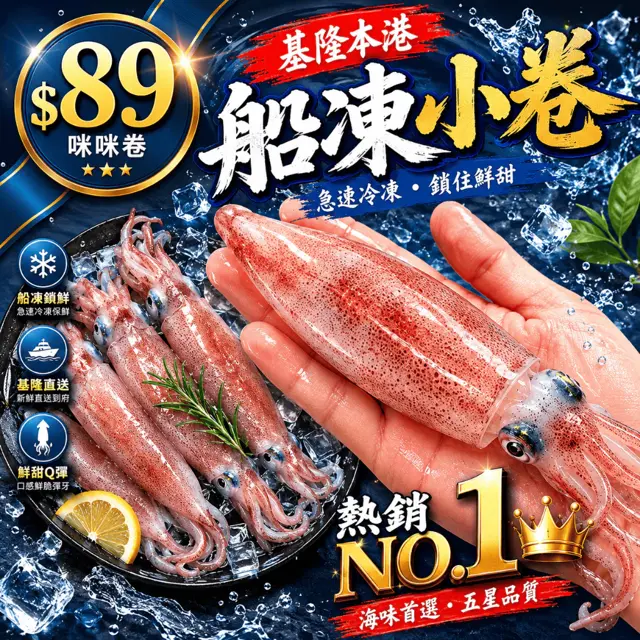 $89
咪咪卷
基隆本港
船凍小卷
急速冷凍・鎖住鮮甜
船凍鎖鮮
急速冷凍保鮮
基隆直送
新鮮直送到府
鮮甜Q彈
口感鮮脆彈牙
熱銷
NO.1
海味首選・五星品質